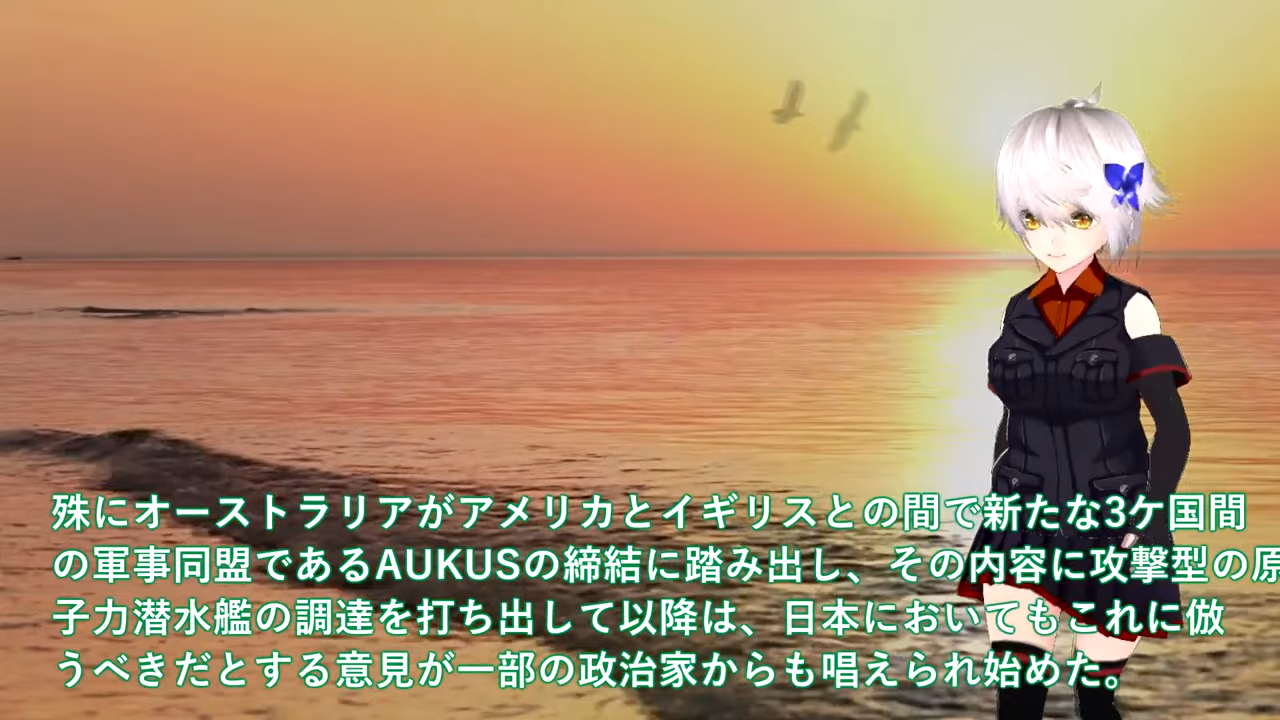 殊にオーストラリアがアメリカとイギリスとの間で新たな3ケ国間
の軍事同盟であるAUKUSの締結に踏み出し、その内容に攻撃型の原
子力潜水艦の調達を打ち出して以降は、日本においてもこれに倣
うべきだとする意見が一部の政治家からも唱えられ始めた。